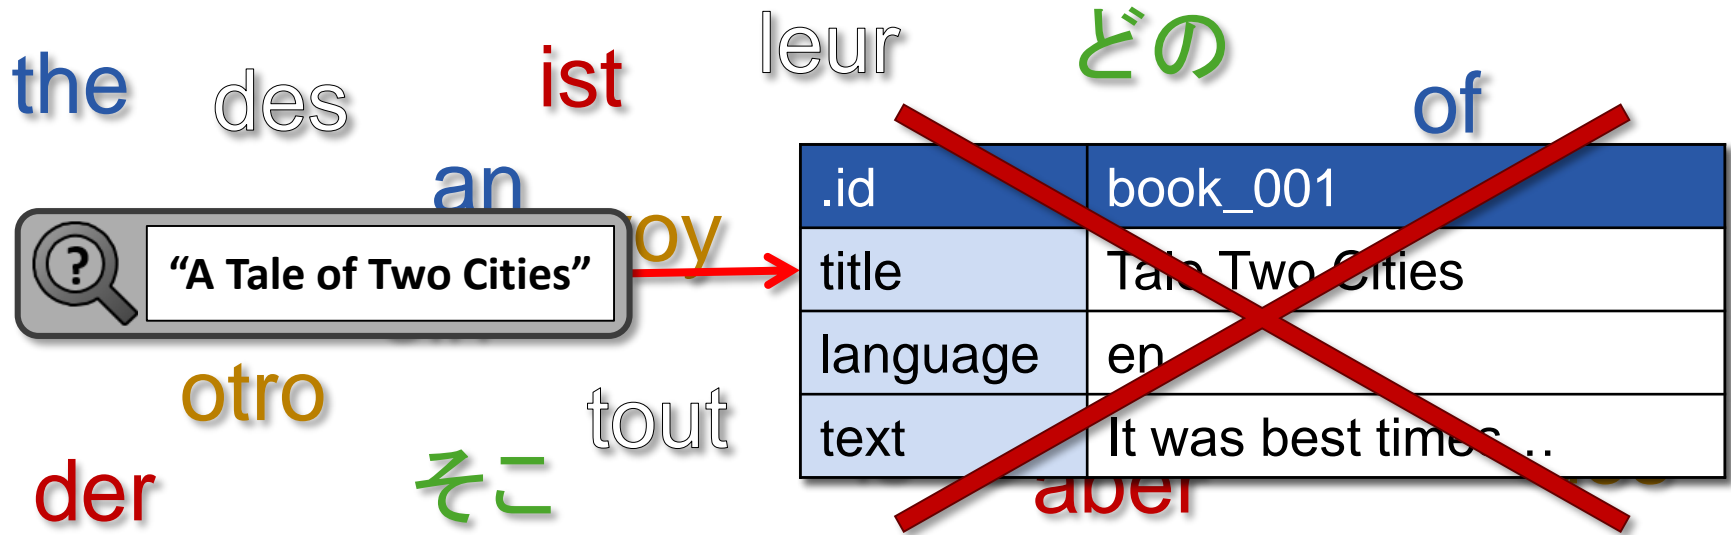 the
des
ist
leur
どの
of
an
oy
?
“A Tale of Two Cities”
.id book_001
title Tale Two Cities
language en
text It was best times…
otro
tout
der
そこ
aber